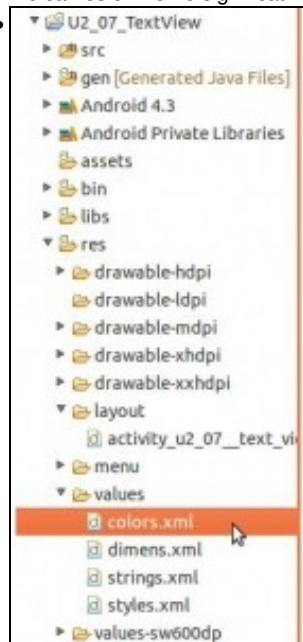 U2_07_TextView
src
gen [Generated Java Files]
Android 4.3
Android Private Libraries
assets
bin
libs
res
drawable-hdpi
drawable-ldpi
drawable-mdpi
drawable-xhdpi
drawable-xxhdpi
layout
activity_u2_07__text_vi
menu
values
colors.xml
dimens.xml
strings.xml
styles.xml
values-sw600dp